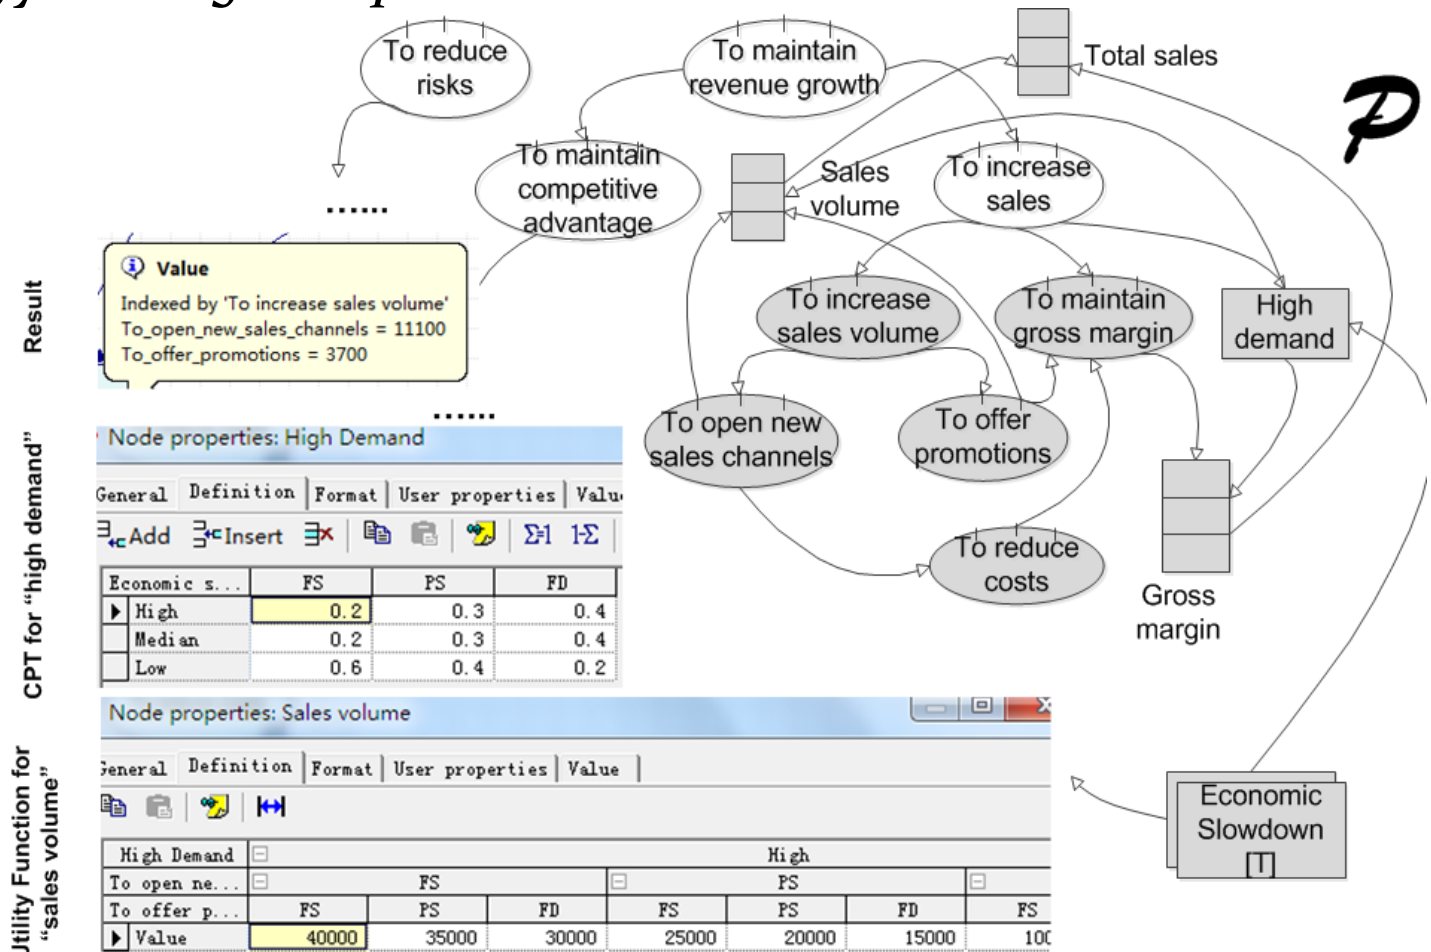 To reduce
risks
To maintain
revenue growth
Total sales
P
To maintain
competitive
advantage
Sales
volume
To increase
sales
......
Value
Indexed by 'To increase sales volume'
To_open_new_sales_channels = 11100
To_offer_promotions = 3700
Result
To increase
sales volume
To maintain
gross margin
High
demand
......
To open new
sales channels
To offer
promotions
To reduce
costs
Gross
margin
CPT for “high demand”
Node properties: High Demand
General Definition Format User properties
Add Insert Σ=1 1-Σ
Economic s... FS PS FD
High 0.2 0.3 0.4
Median 0.2 0.3 0.4
Low 0.6 0.4 0.2
Economic
Slowdown
[T]
Utility Function for
“sales volume”
Node properties: Sales volume
General Definition Format User properties Value
High Demand High
To open ne... FS PS
To offer p... FS PS FD FS PS FD FS
Value 40000 35000 30000 25000 20000 15000